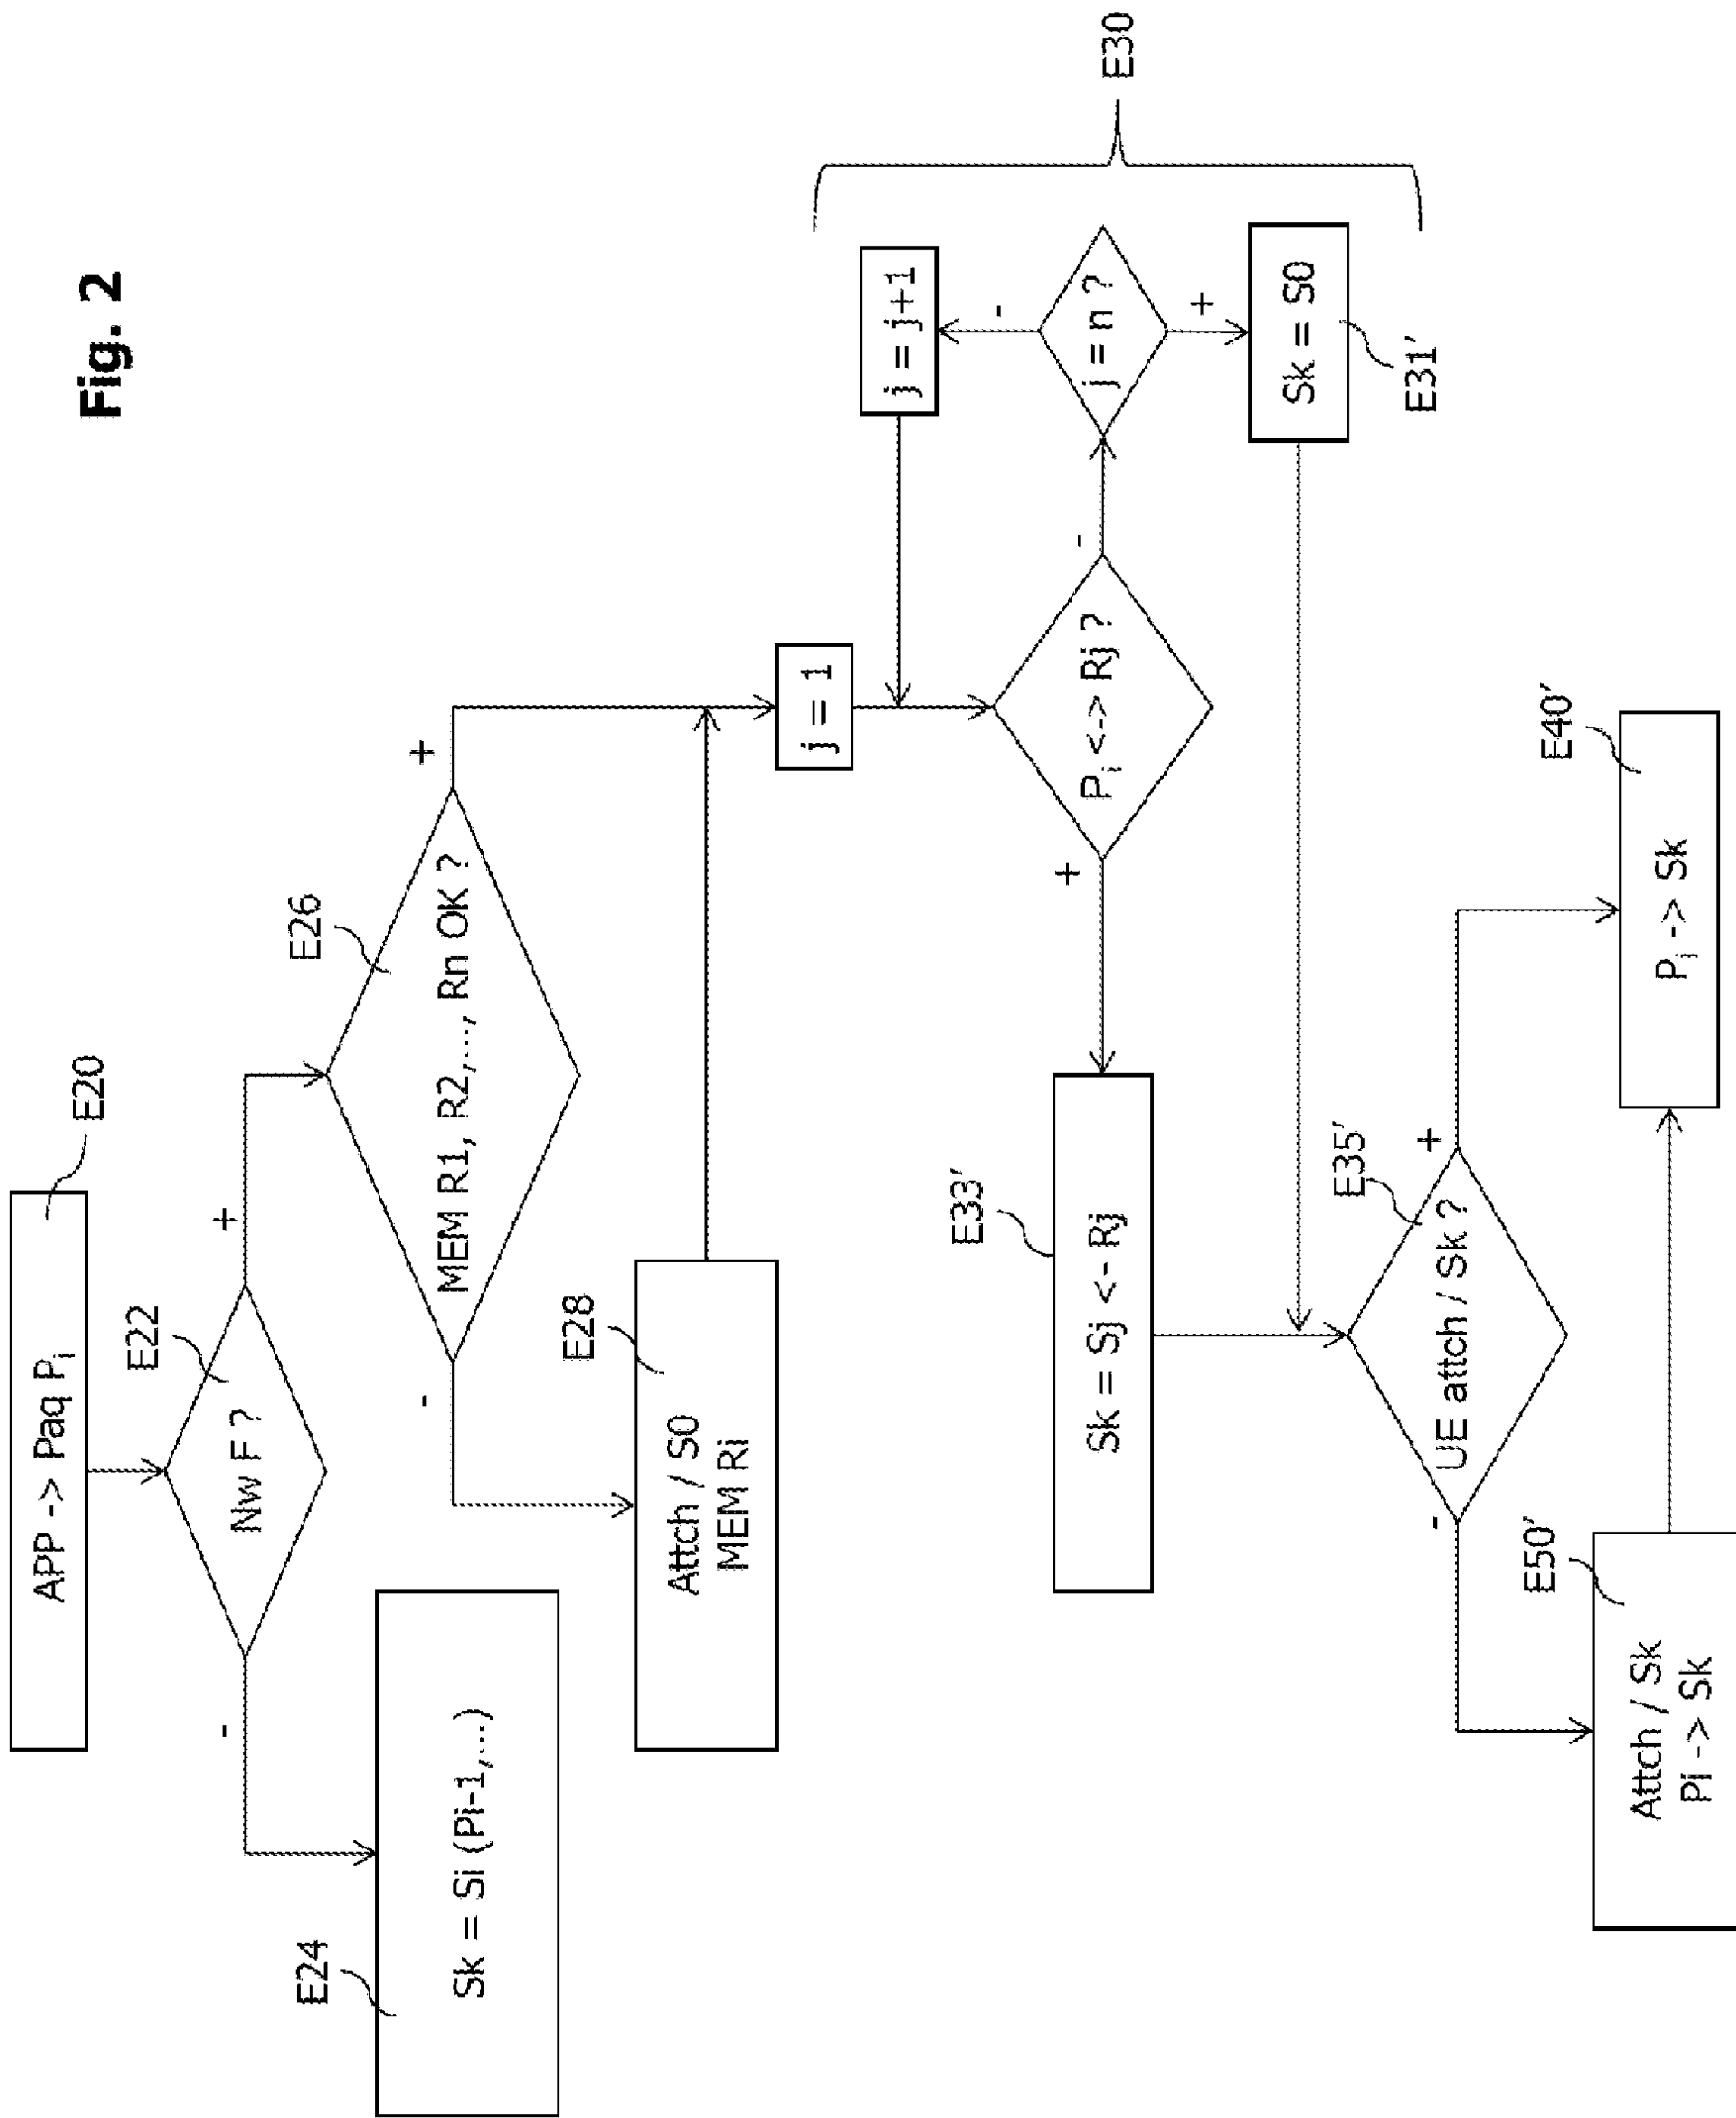 Fig. 2
APP -> Paq Pi
E20
Nw F ?
E22
-
+
E24
Sk = Si (Pi-1,...)
E26
MEM R1, R2,..., Rn OK ?
-
+
E28
Attch / S0
MEM Ri
j = 1
j = j+1
Pi <-> Rj ?
+
-
j = n ?
-
+
E30
Sk = S0
E31'
E33'
Sk = Sj <- Rj
E35'
UE attch / Sk ?
-
+
E50'
Attch / Sk
Pi -> Sk
E40'
Pi -> Sk